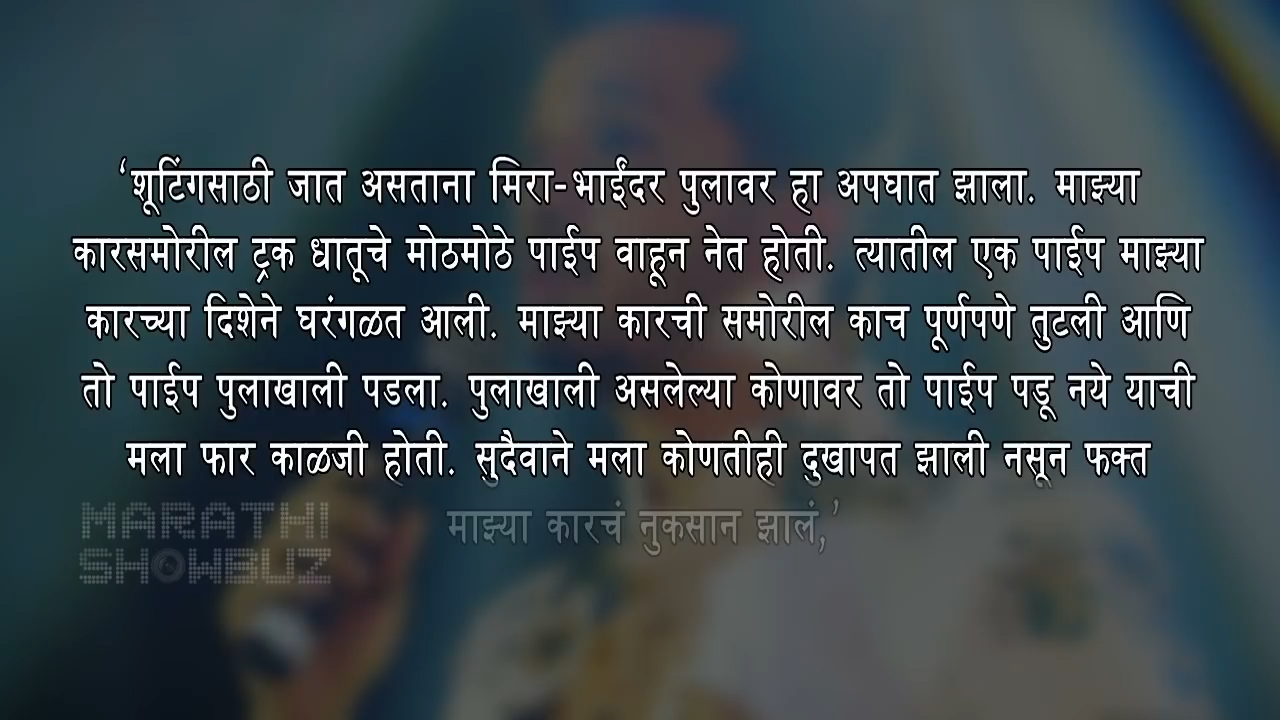 ‘शूटिंगसाठी जात असताना मिरा-भाईंदर पुलावर हा अपघात झाला. माझ्या
कारसमोरील ट्रक धातूचे मोठमोठे पाईप वाहून नेत होती. त्यातील एक पाईप माझ्या
कारच्या दिशेने घरंगळत आली. माझ्या कारची समोरील काच पूर्णपणे तुटली आणि
तो पाईप पुलाखाली पडला. पुलाखाली असलेल्या कोणावर तो पाईप पडू नये याची
मला फार काळजी होती. सुदैवाने मला कोणतीही दुखापत झाली नसून फक्त
माझ्या कारचं नुकसान झालं,’
MARATHI
SHOWBUZ